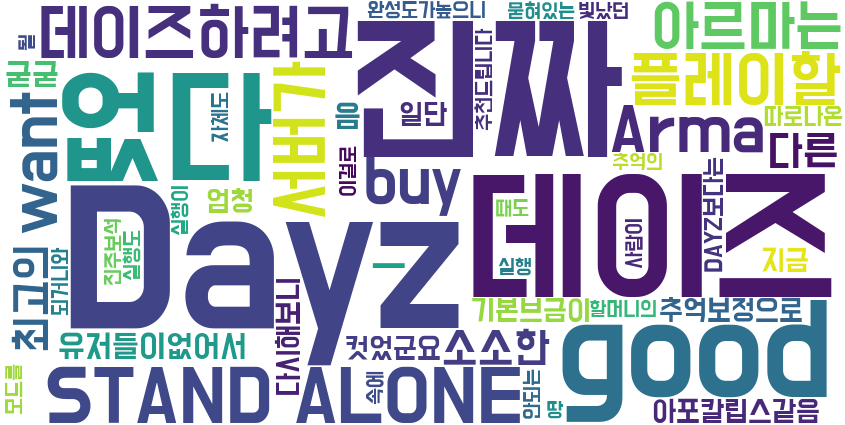 완성도가높으니
묻혀있는
빛났던
될
데이즈하려고
진짜
아르마는
굳굳
없다
자체도
서버가
믐
일단
추천드립니다
플레이할
따로나온
want
이걸로
buy
Arma
추억의
다른
실행이
엄청
Dayz
데이즈
때도
사람이
DAYZ보다는
지금
진주보석
실행도
최고의
되거니와
실행
기본브금이
할머니의
추억보정으로
유저들이없어서
다시해보니
컷었군요
소소한
good
모드를
STAND ALONE
속에
안되는
땅
아포칼립스같음